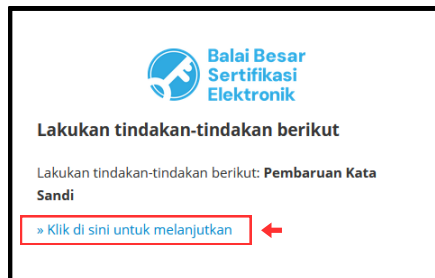 Balai Besar
Sertifikasi
Elektronik
Lakukan tindakan-tindakan berikut
Lakukan tindakan-tindakan berikut: Pembaruan Kata
Sandi
» Klik di sini untuk melanjutkan